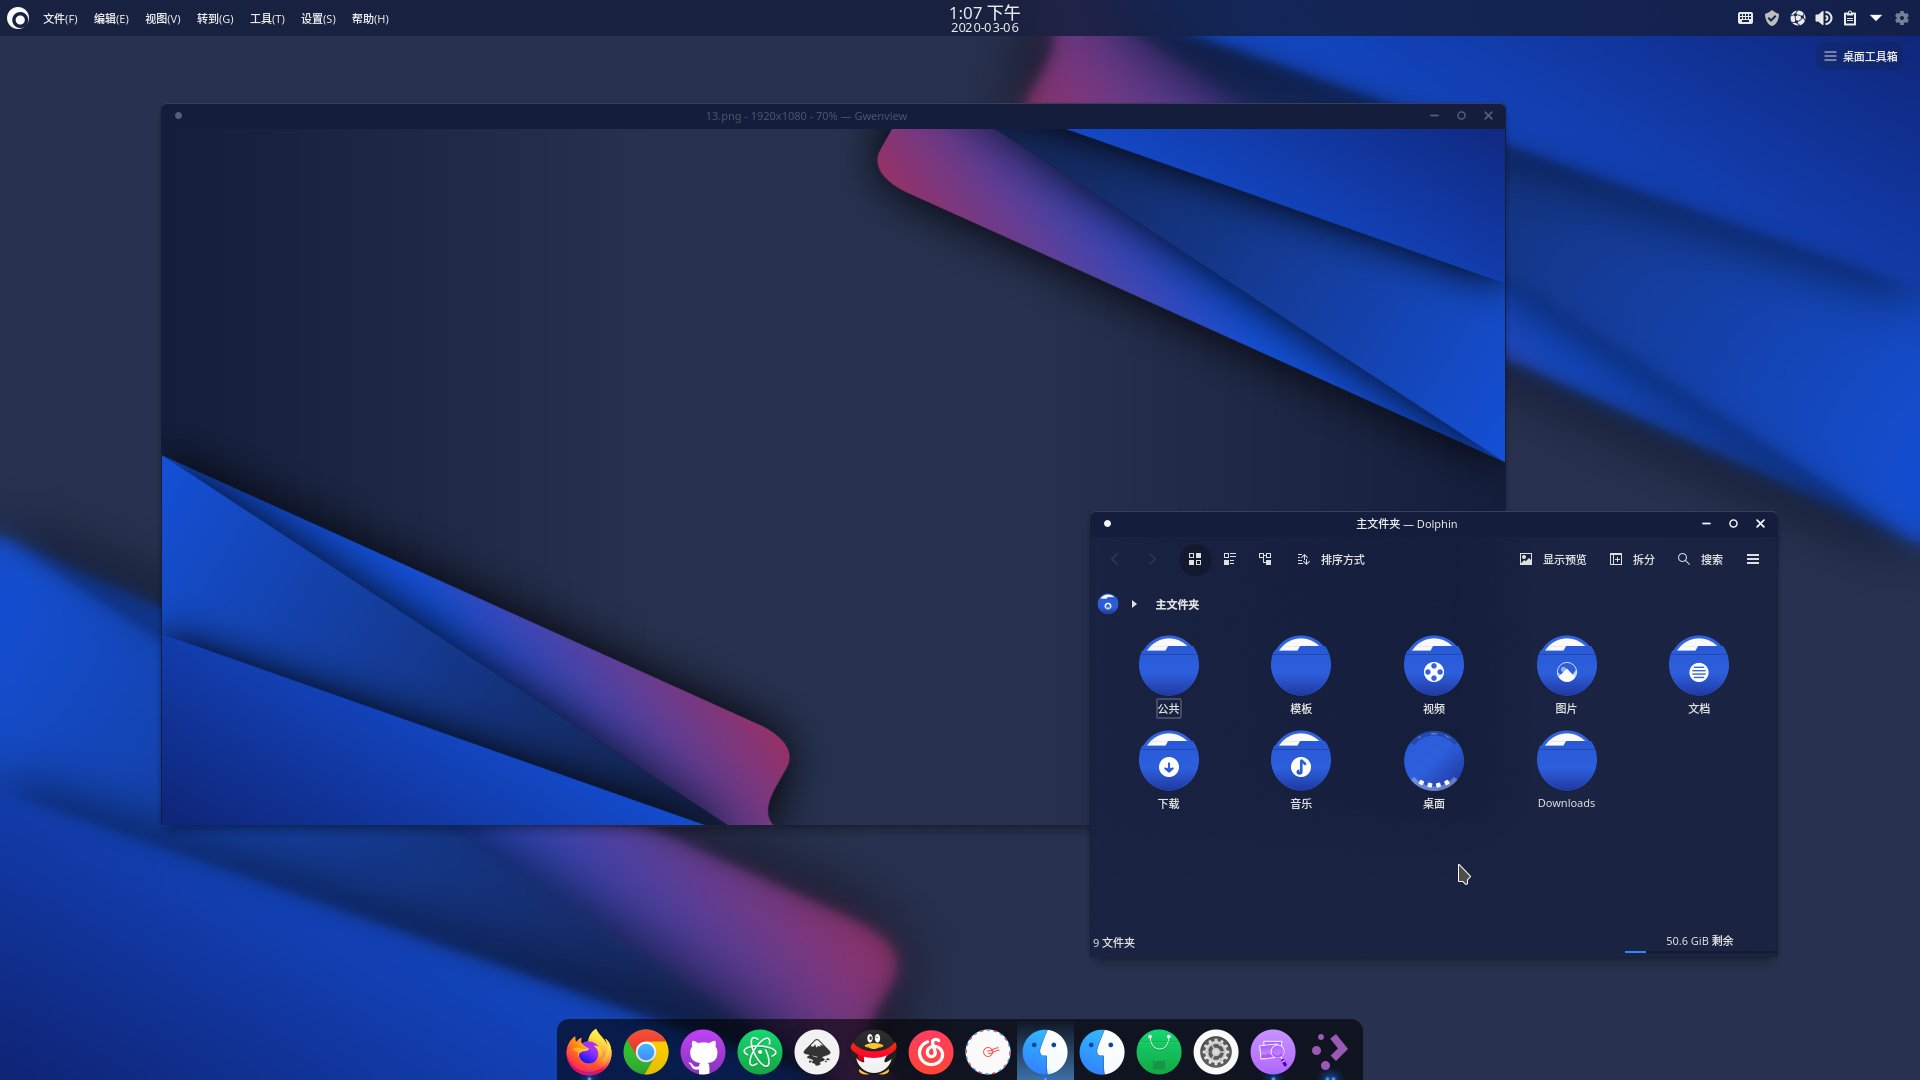 文件(F) 编辑(E) 视图(V) 转到(G) 工具(T) 设置(S) 帮助(H)
1:07 下午
2020-03-06
桌面工具箱
13.png - 1920x1080 - 70% — Gwenview
主文件夹 — Dolphin
排序方式 显示预览 拆分 搜索
主文件夹
公共 模板 视频 图片 文档
下载 音乐 桌面 Downloads
9 文件夹 50.6 GiB 剩余